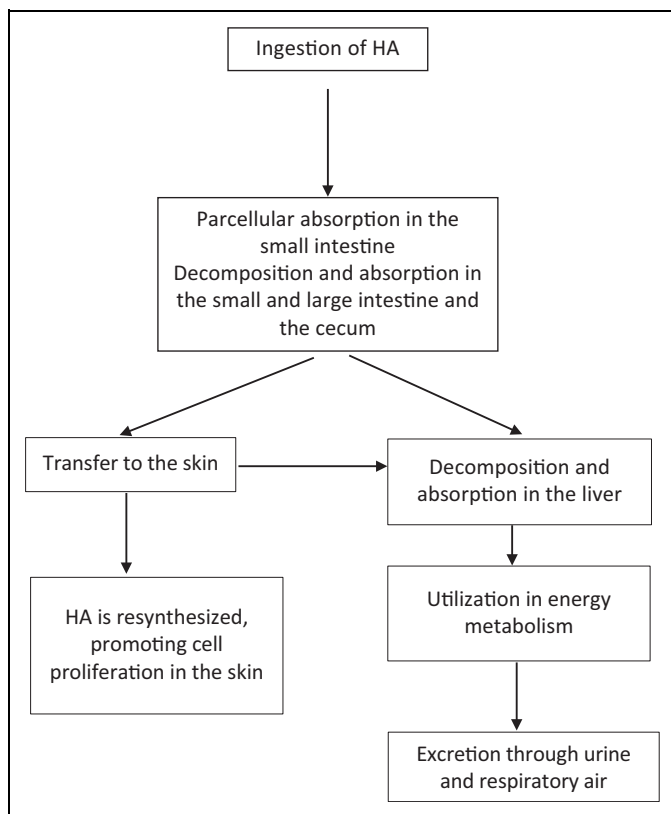 Ingestion of HA
Parcellular absorption in the
small intestine
Decomposition and absorption in
the small and large intestine and
the cecum
Transfer to the skin
Decomposition and
absorption in the liver
HA is resynthesized,
promoting cell
proliferation in the skin
Utilization in energy
metabolism
Excretion through urine
and respiratory air